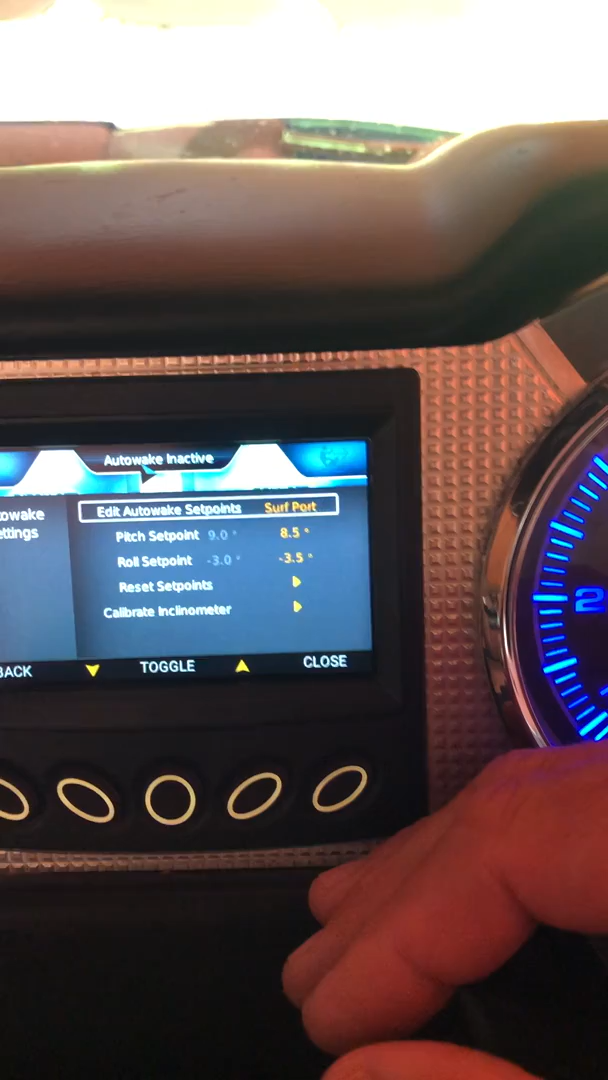 Autowake Inactive
towake
ettings
Edit Autowake Setpoints Surf Port
Pitch Setpoint 9.0 ° 8.5 °
Roll Setpoint -3.0 ° -3.5 °
Reset Setpoints
Calibrate Inclinometer
BACK TOGGLE CLOSE
2